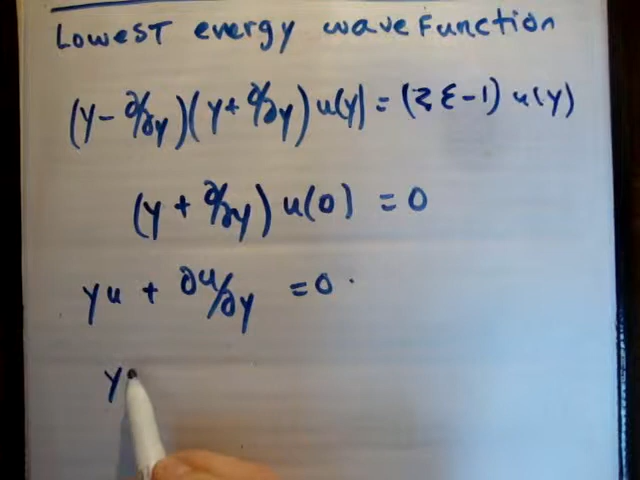 Lowest energy wave Function
(y - ∂/∂y)(y + ∂/∂y) u(y) = (2ε - 1) u(y)
(y + ∂/∂y) u(0) = 0
yu + ∂u/∂y = 0 .
y